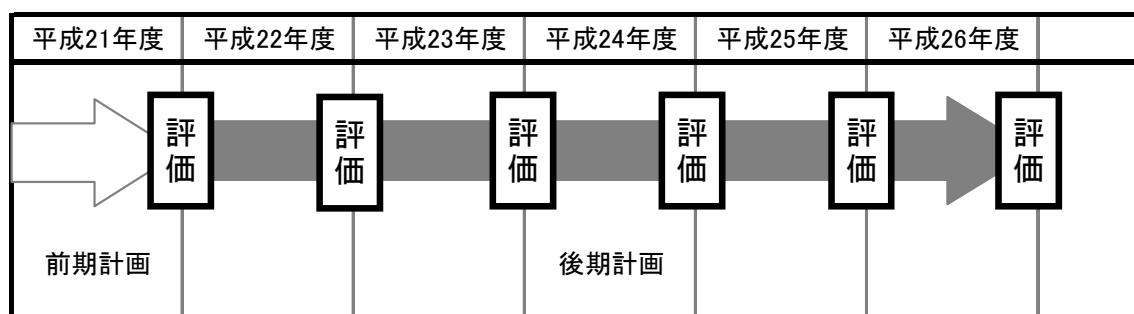 平成21年度 平成22年度 平成23年度 平成24年度 平成25年度 平成26年度
評価 評価 評価 評価 評価 評価
前期計画 後期計画